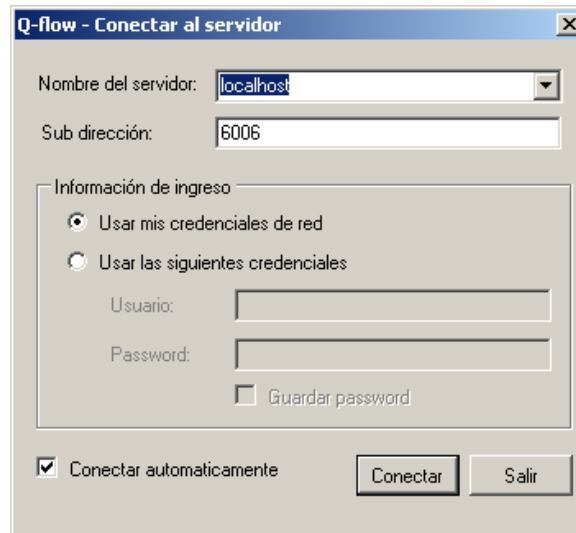 Q-flow - Conectar al servidor
Nombre del servidor: localhost
Sub dirección: 6006
Información de ingreso
Usar mis credenciales de red
Usar las siguientes credenciales
Usuario:
Password:
Guardar password
Conectar automaticamente
Conectar
Salir